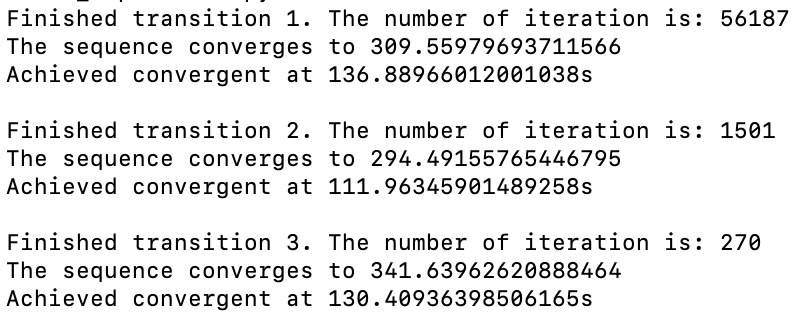 Finished transition 1. The number of iteration is: 56187
The sequence converges to 309.55979693711566
Achieved convergent at 136.88966012001038s
Finished transition 2. The number of iteration is: 1501
The sequence converges to 294.49155765446795
Achieved convergent at 111.96345901489258s
Finished transition 3. The number of iteration is: 270
The sequence converges to 341.63962620888464
Achieved convergent at 130.40936398506165s